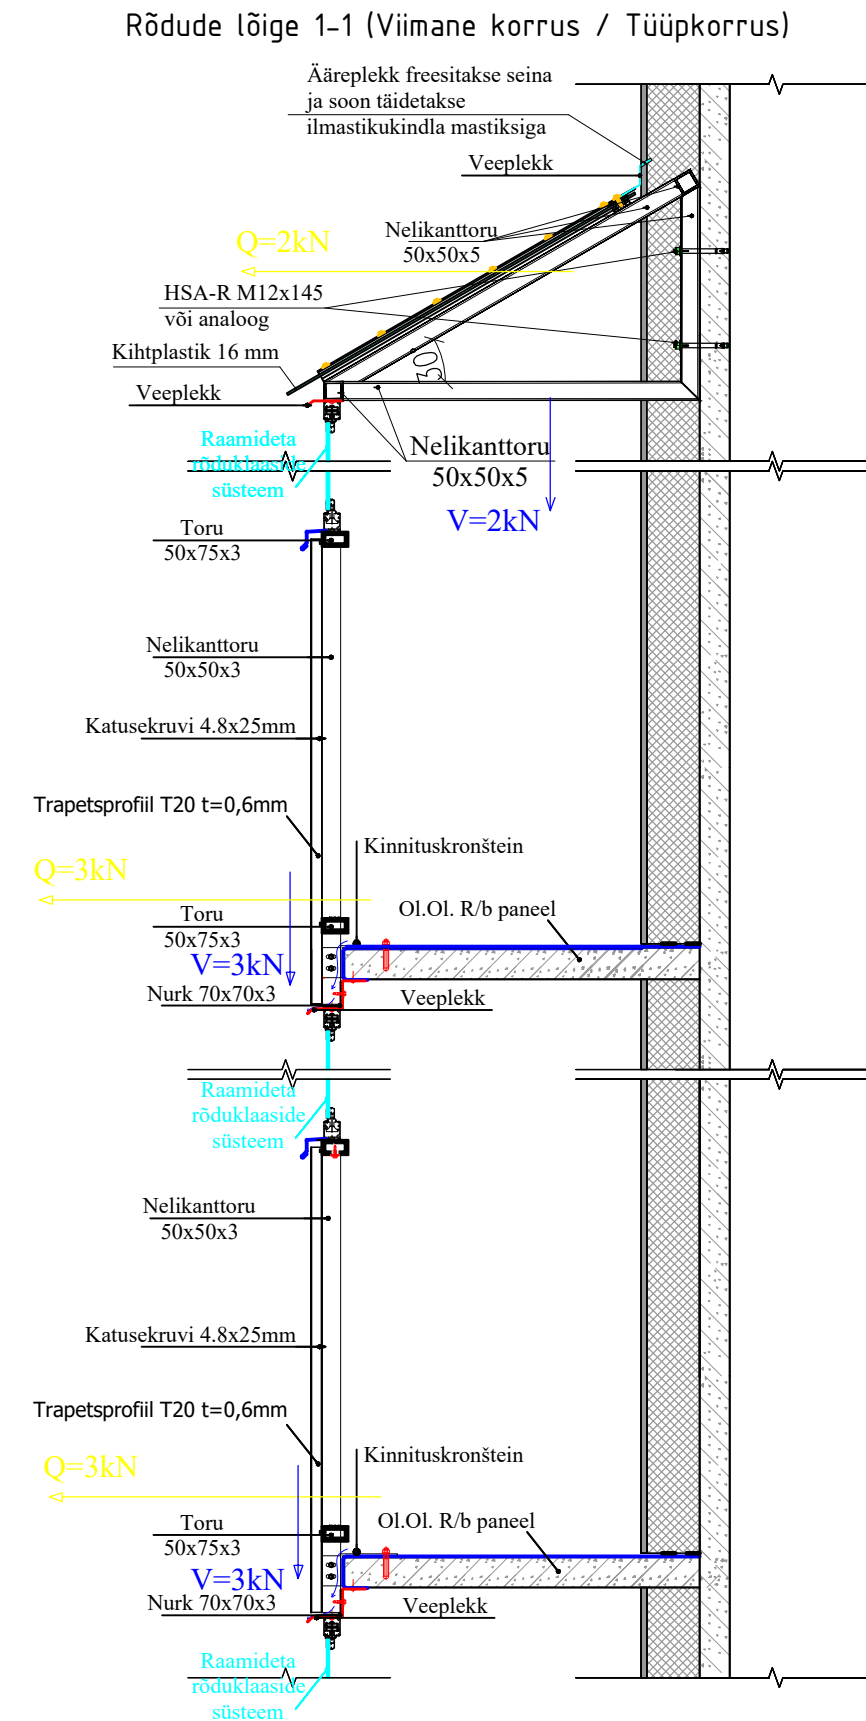 Rõdude lõige 1-1 (Viimane korrus / Tüüpkorrus)
Ääreplekk freesitakse seina
ja soon täidetakse
ilmastikukindla mastiksiga
Veeplekk
Nelikanttoru
50x50x5
Q=2kN
HSA-R M12x145
või analoog
Kihtplastik 16 mm
30
Veeplekk
Raamideta
rõduklaaside
süsteem
Nelikanttoru
50x50x5
V=2kN
Toru
50x75x3
Nelikanttoru
50x50x3
Katusekruvi 4.8x25mm
Trapetsprofiil T20 t=0,6mm
Kinnituskronštein
Q=3kN
Ol.Ol. R/b paneel
Toru
50x75x3
V=3kN
Nurk 70x70x3
Veeplekk
Raamideta
rõduklaaside
süsteem
Nelikanttoru
50x50x3
Katusekruvi 4.8x25mm
Trapetsprofiil T20 t=0,6mm
Kinnituskronštein
Q=3kN
Ol.Ol. R/b paneel
Toru
50x75x3
V=3kN
Nurk 70x70x3
Veeplekk
Raamideta
rõduklaaside
süsteem